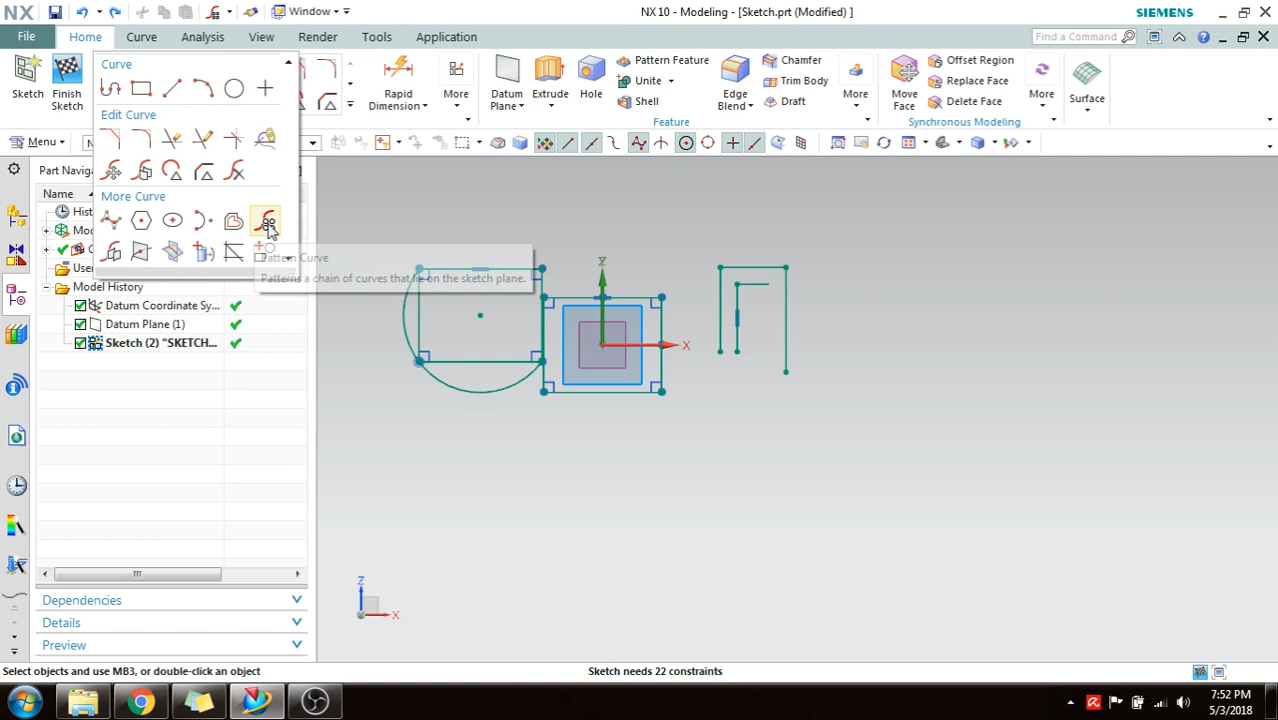 NX
Window
NX 10 - Modeling - [Sketch.prt (Modified) ]
SIEMENS
File
Home
Curve
Analysis
View
Render
Tools
Application
Find a Command
Sketch
Finish
Sketch
Curve
Edit Curve
More Curve
Rapid
Dimension
More
Datum
Plane
Extrude
Hole
Pattern Feature
Unite
Shell
Edge
Blend
Chamfer
Trim Body
Draft
More
Feature
Move
Face
Offset Region
Replace Face
Delete Face
More
Surface
Synchronous Modeling
Menu
Part Navig
Name
Hist
Mod
User
Pattern Curve
Patterns a chain of curves that lie on the sketch plane.
Model History
Datum Coordinate Sy...
Datum Plane (1)
Sketch (2) "SKETCH...
Y
X
Z
X
Dependencies
Details
Preview
Select objects and use MB3, or double-click an object
Sketch needs 22 constraints
7:52 PM
5/3/2018